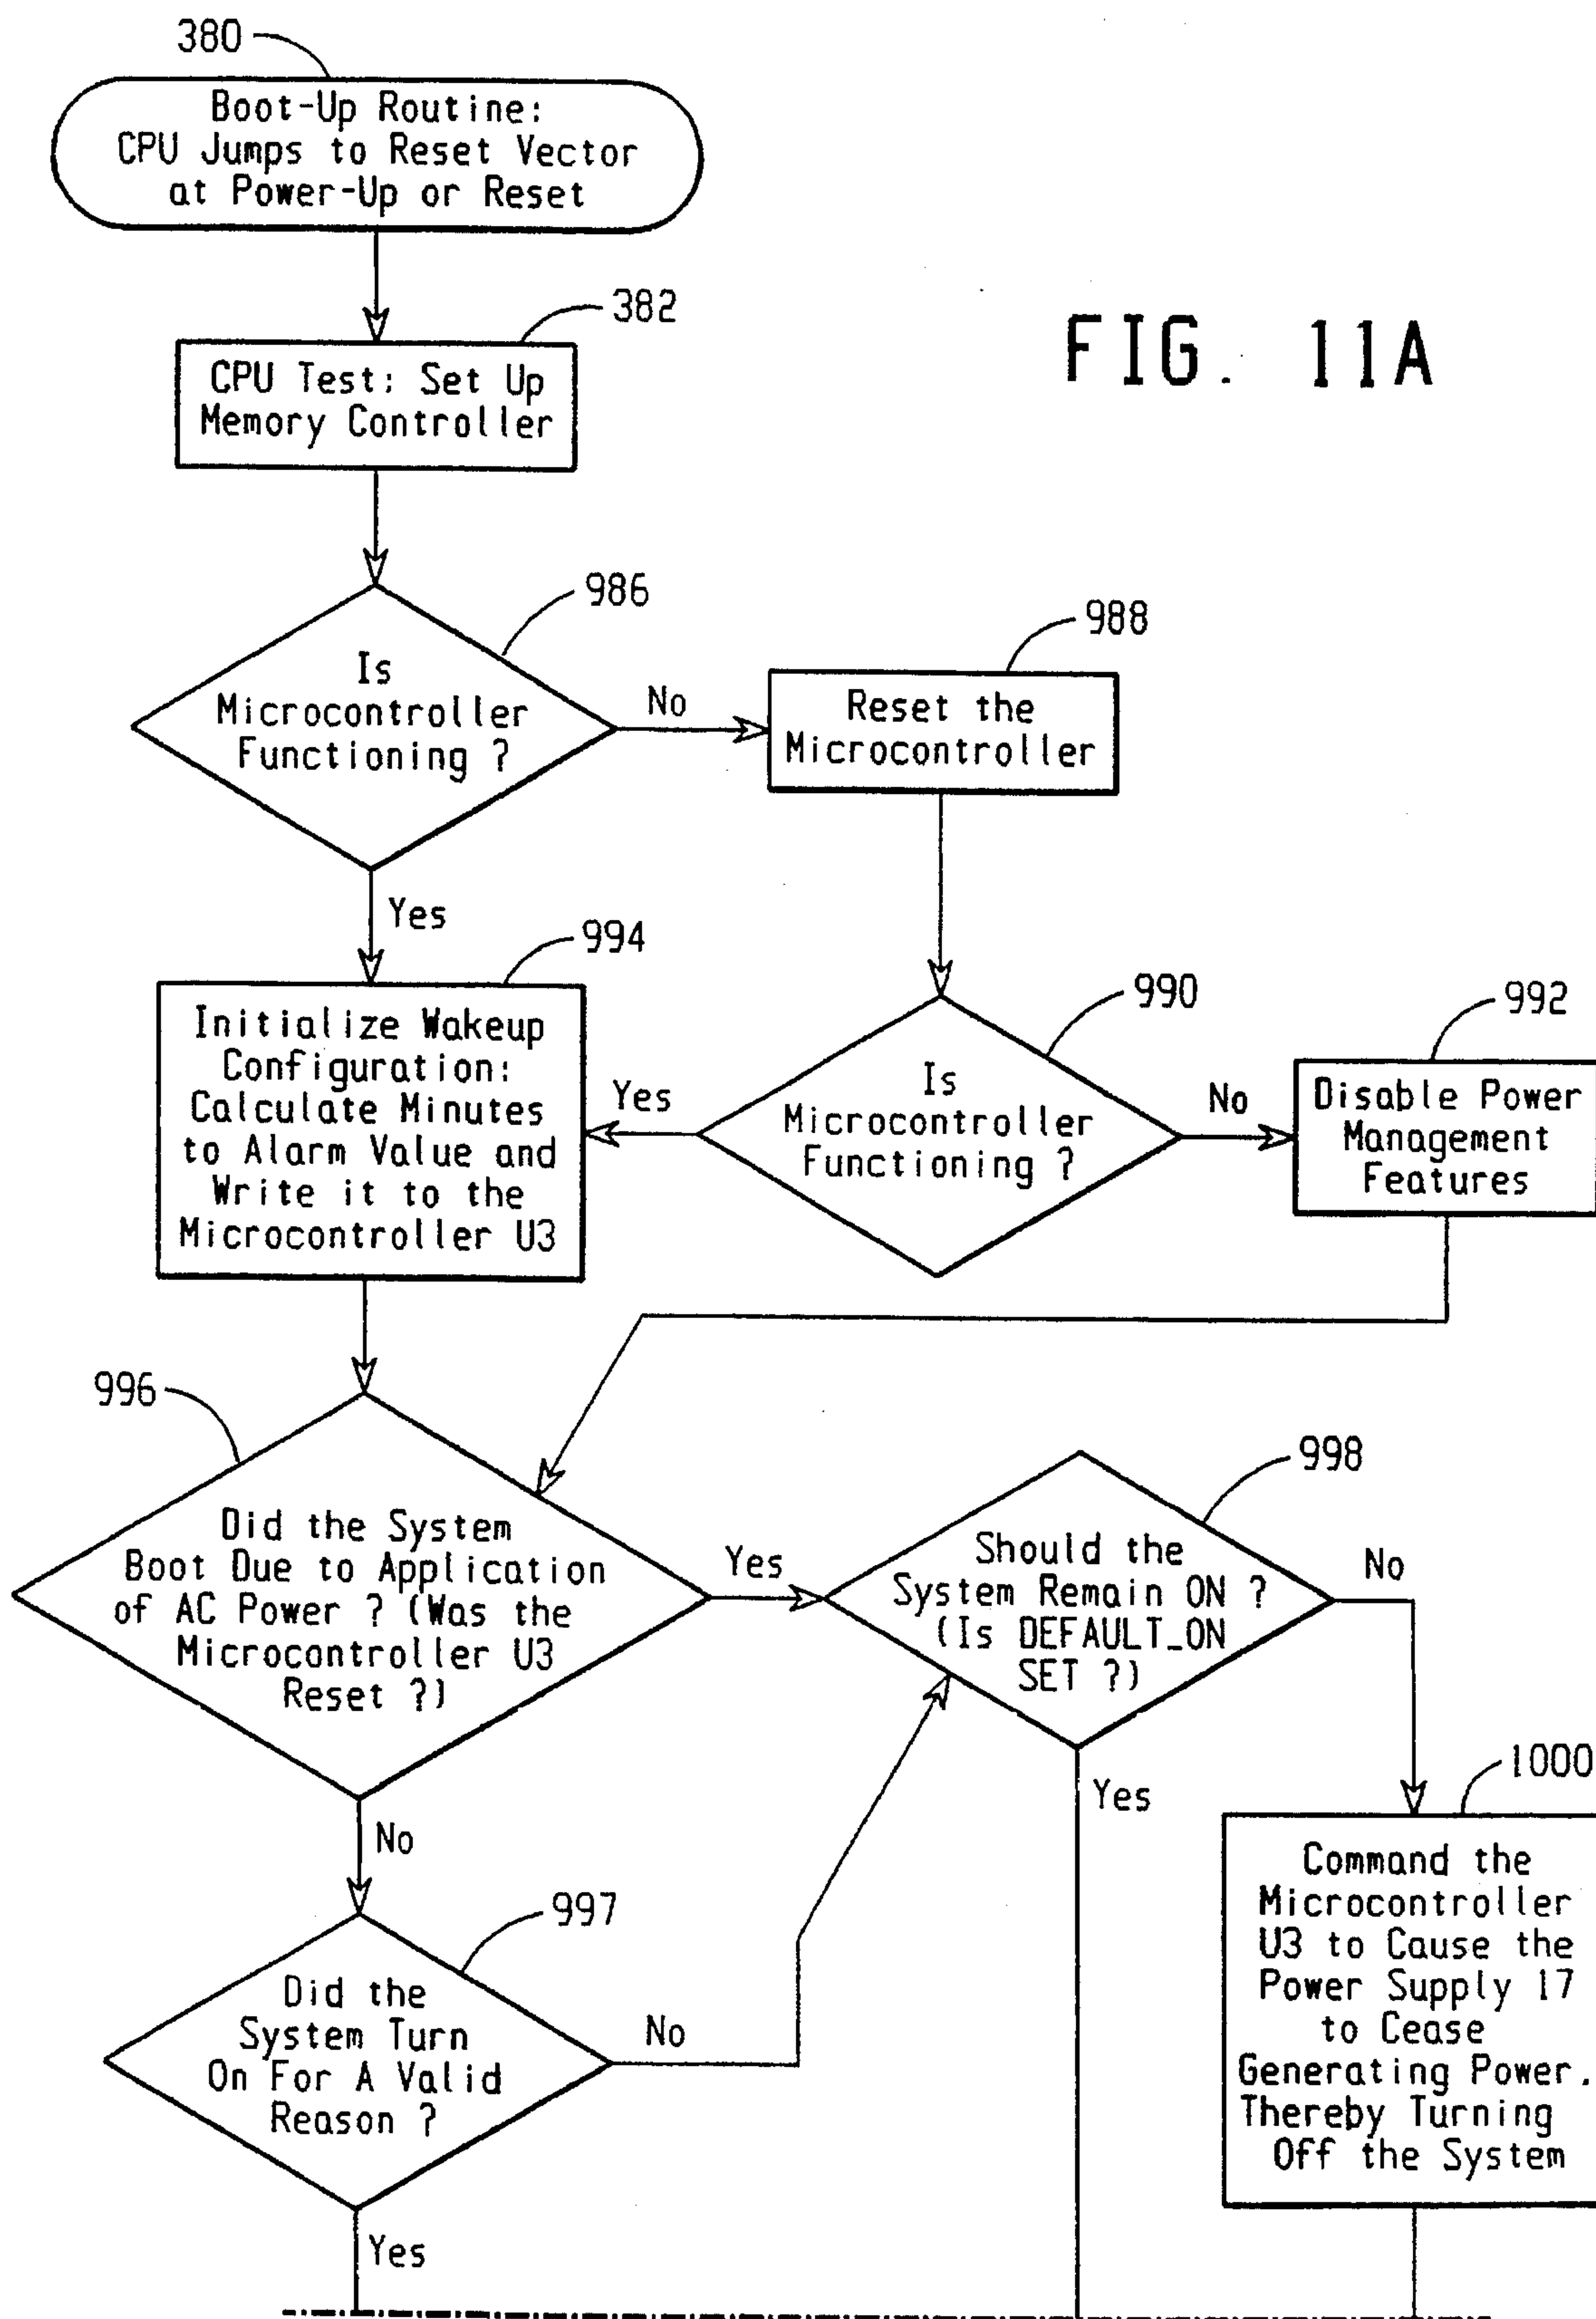 380
Boot-Up Routine:
CPU Jumps to Reset Vector
at Power-Up or Reset
382
CPU Test: Set Up
Memory Controller
FIG. 11A
986
Is
Microcontroller
Functioning ?
No
988
Reset the
Microcontroller
Yes
994
Initialize Wakeup
Configuration:
Calculate Minutes
to Alarm Value and
Write it to the
Microcontroller U3
990
Is
Microcontroller
Functioning ?
Yes
No
992
Disable Power
Management
Features
996
Did the System
Boot Due to Application
of AC Power ? (Was the
Microcontroller U3
Reset ?)
Yes
998
Should the
System Remain ON ?
(Is DEFAULT_ON
SET ?)
No
Yes
1000
Command the
Microcontroller
U3 to Cause the
Power Supply 17
to Cease
Generating Power.
Thereby Turning
Off the System
No
997
Did the
System Turn
On For A Valid
Reason ?
No
Yes